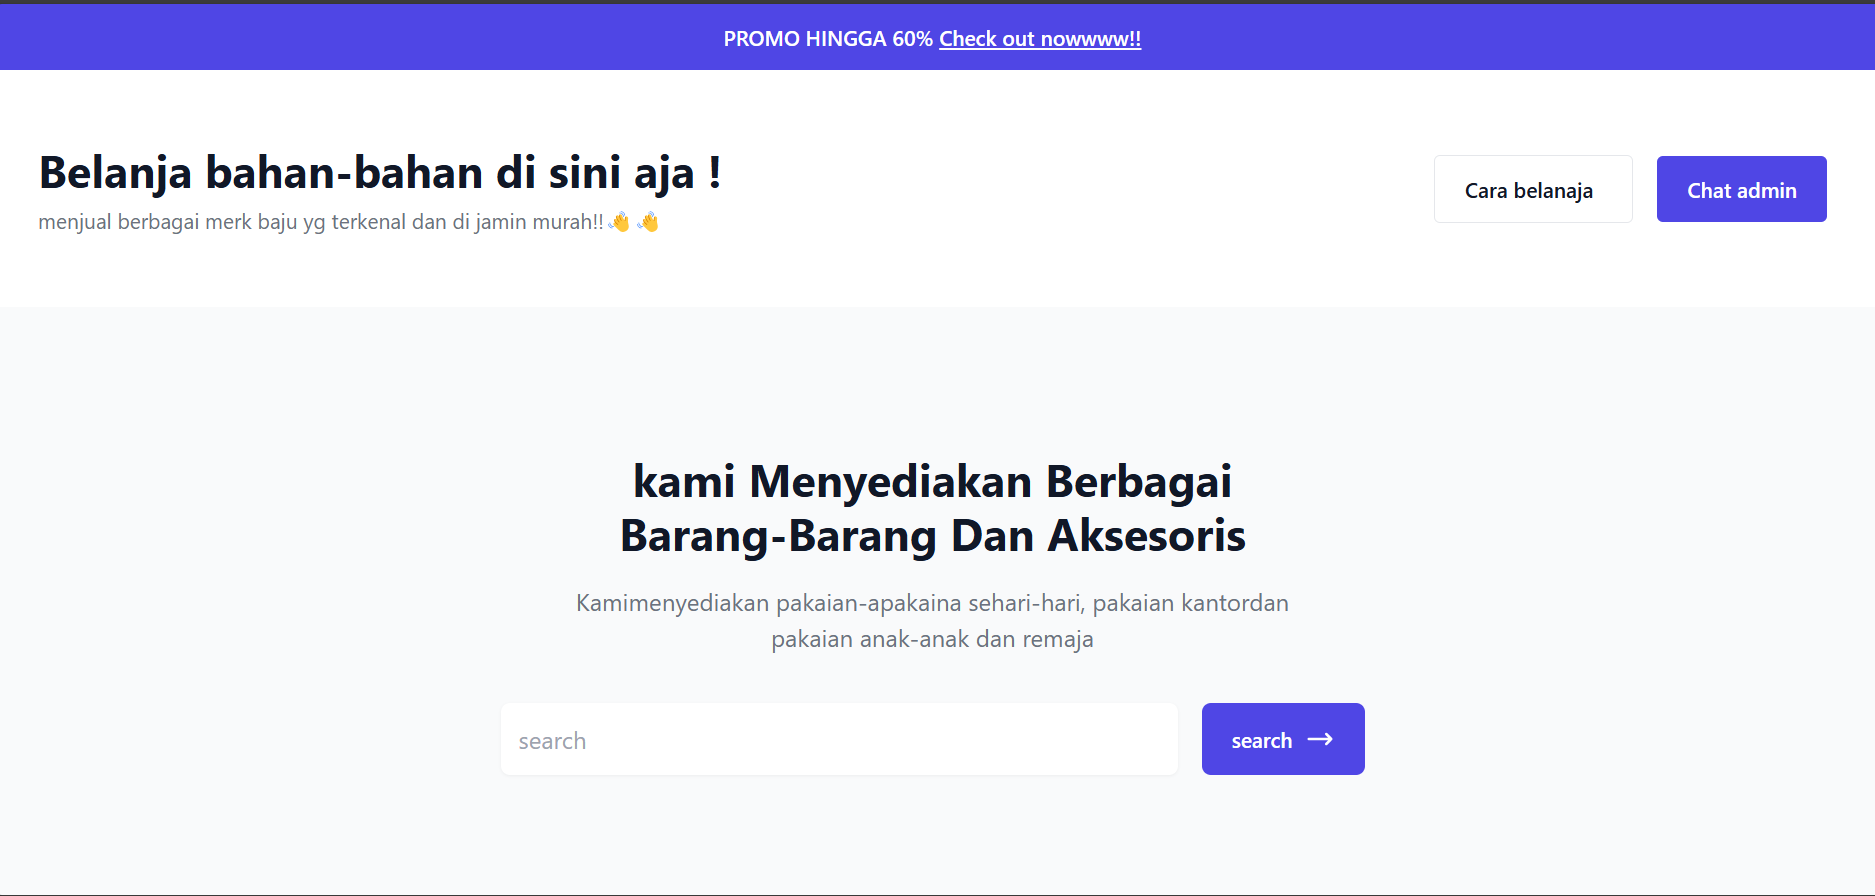 PROMO HINGGA 60% Check out nowwww!!
Belanja bahan-bahan di sini aja !
menjual berbagai merk baju yg terkenal dan di jamin murah!!👋 👋
Cara belanaja
Chat admin
kami Menyediakan Berbagai
Barang-Barang Dan Aksesoris
Kamimenyediakan pakaian-apakaina sehari-hari, pakaian kantordan
pakaian anak-anak dan remaja
search
search →